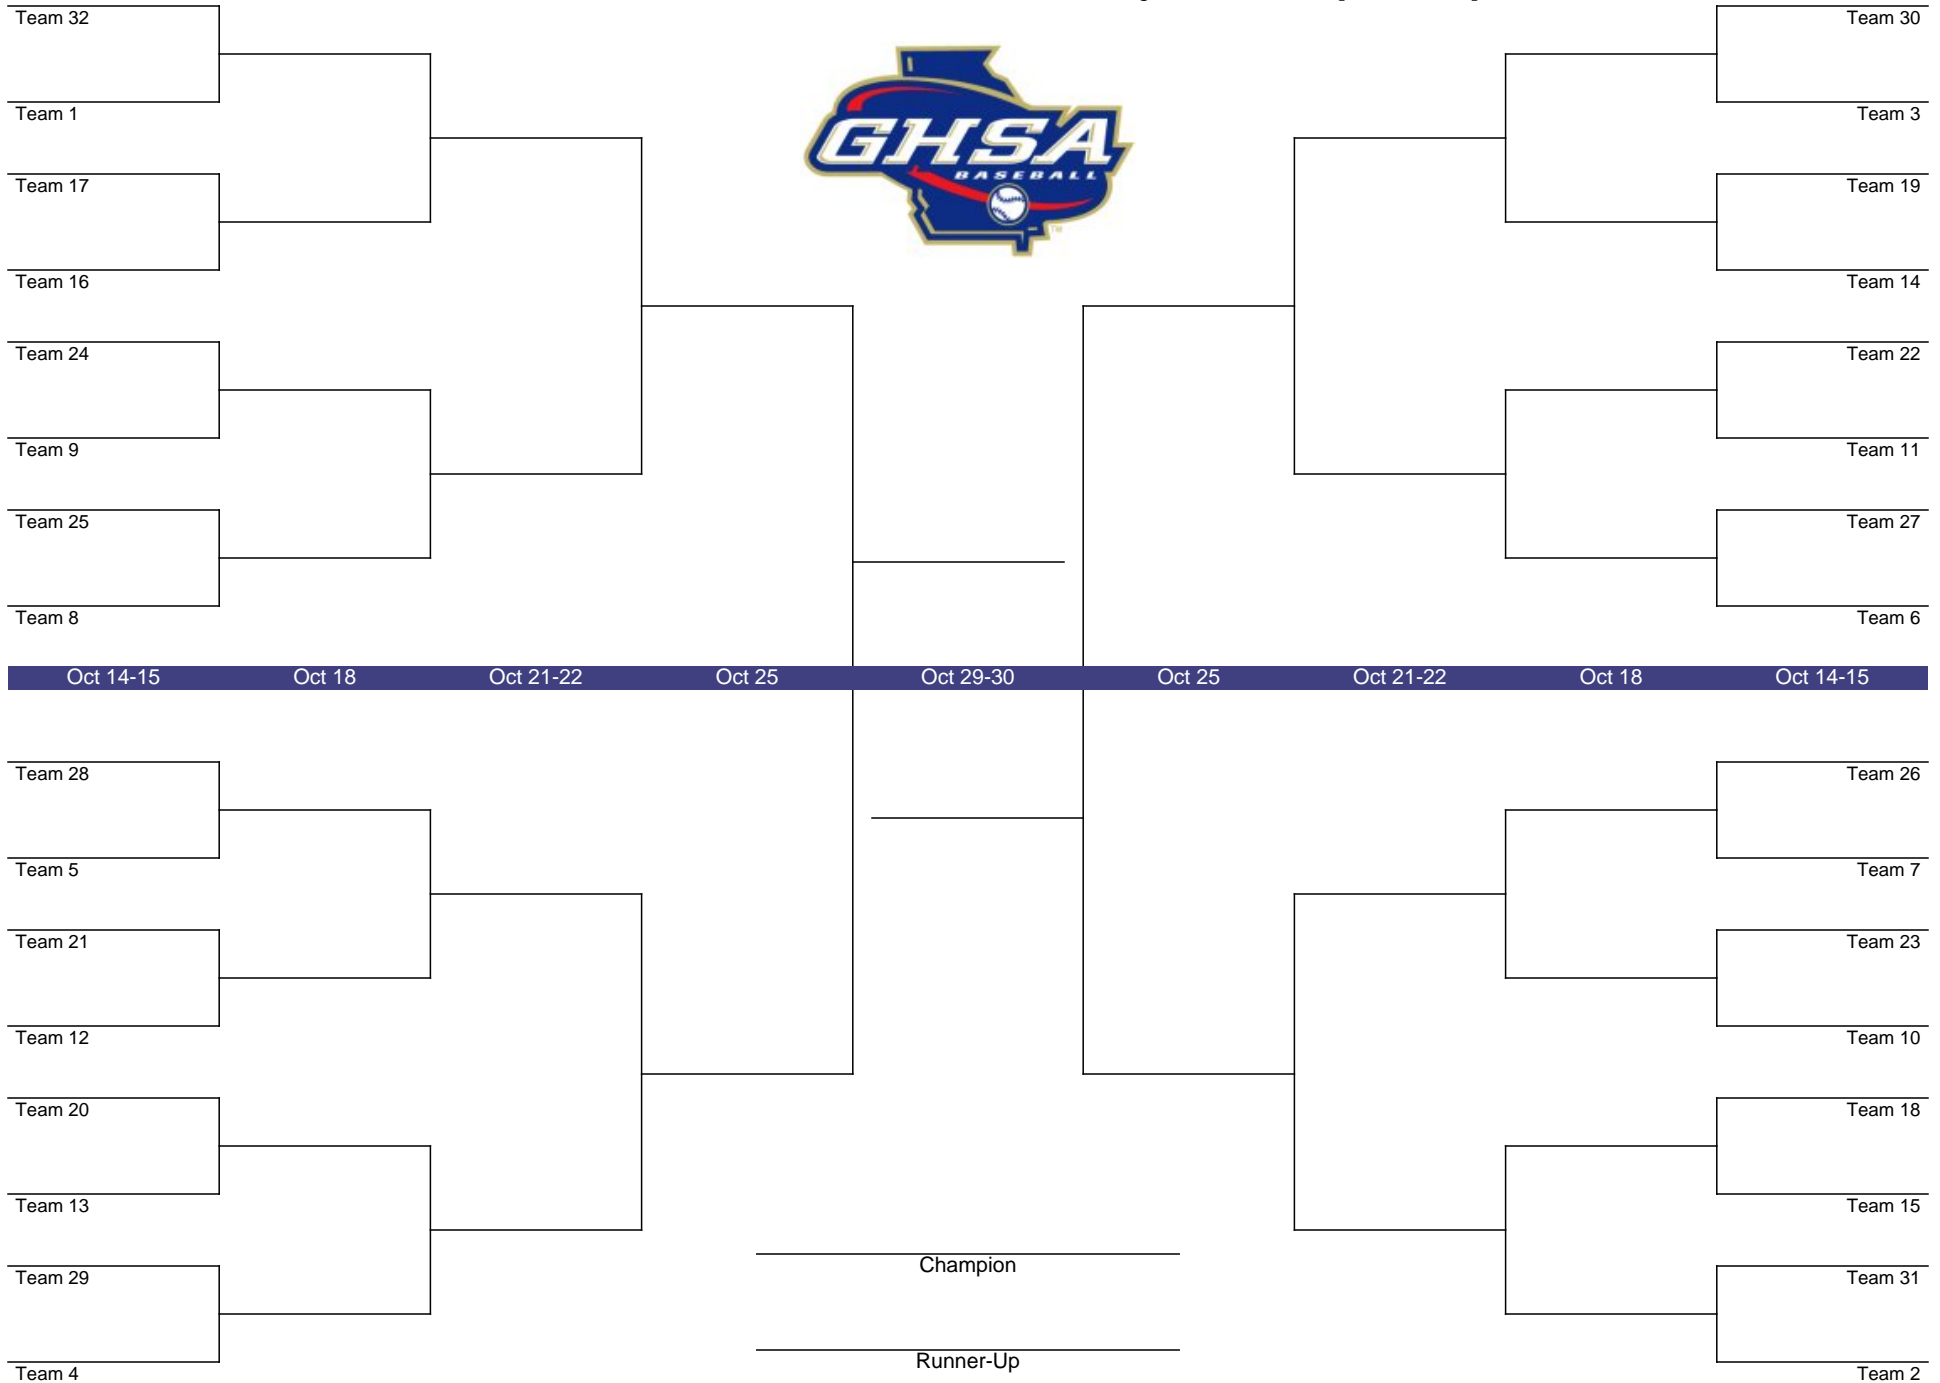 Team 32
Team 30
GHSA
BASEBALL
TM
Team 1
Team 3
Team 17
Team 19
Team 16
Team 14
Team 24
Team 22
Team 9
Team 11
Team 25
Team 27
Team 8
Team 6
Oct 14-15 Oct 18 Oct 21-22 Oct 25 Oct 29-30 Oct 25 Oct 21-22 Oct 18 Oct 14-15
Team 28
Team 26
Team 5
Team 7
Team 21
Team 23
Team 12
Team 10
Team 20
Team 18
Team 13
Team 15
Champion
Team 29
Team 31
Runner-Up
Team 4
Team 2